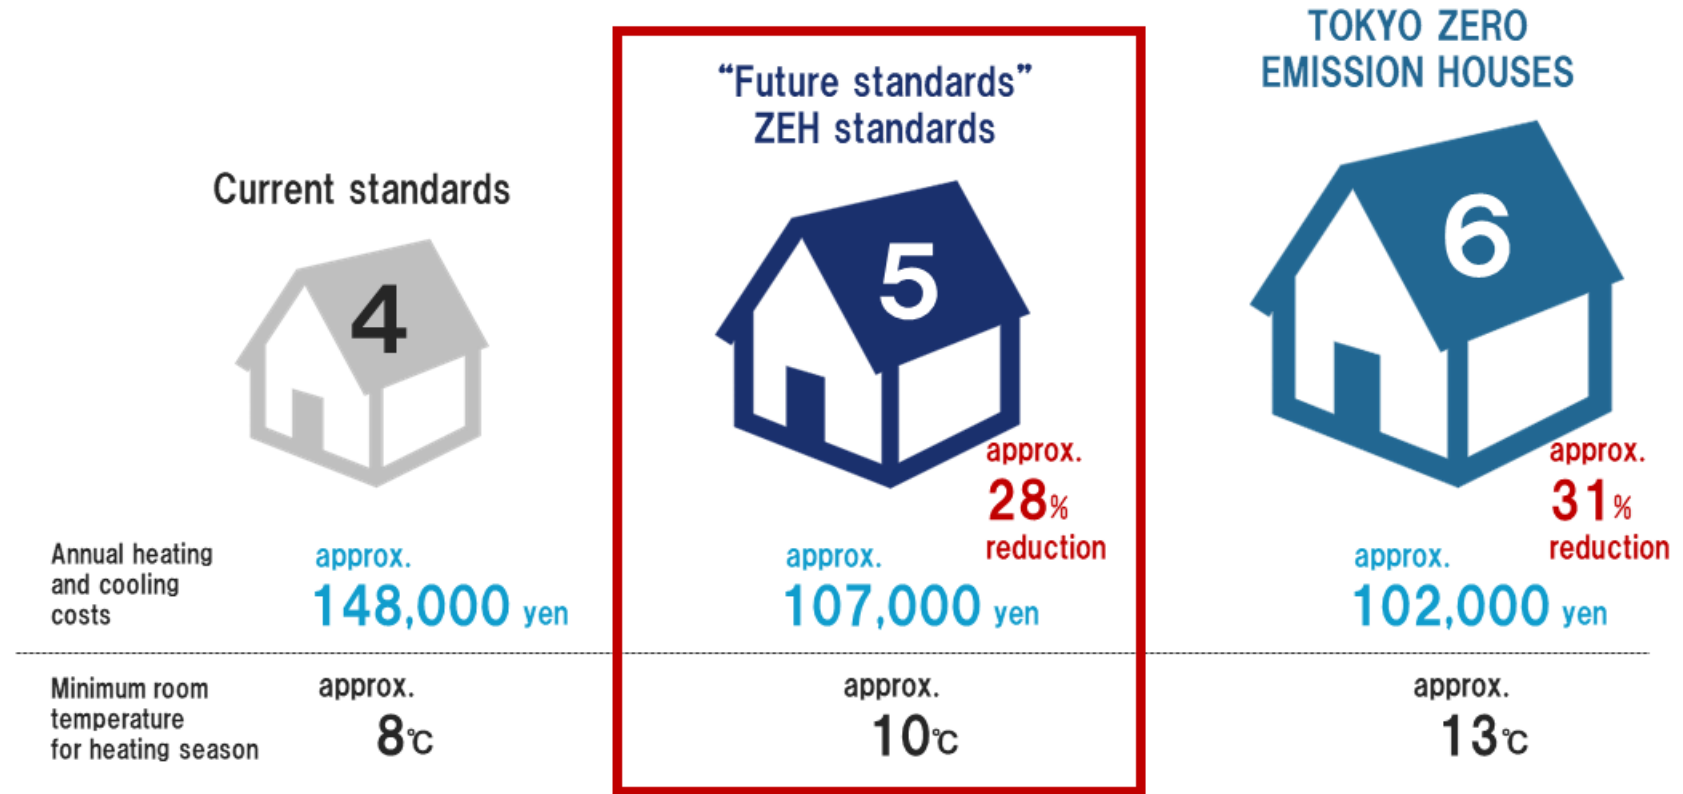 Current standards
4
“Future standards”
ZEH standards
5
TOKYO ZERO
EMISSION HOUSES
6
approx.
28%
reduction
approx.
31%
reduction
Annual heating
and cooling
costs
approx.
148,000 yen
approx.
107,000 yen
approx.
102,000 yen
Minimum room
temperature
for heating season
approx.
8℃
approx.
10℃
approx.
13℃